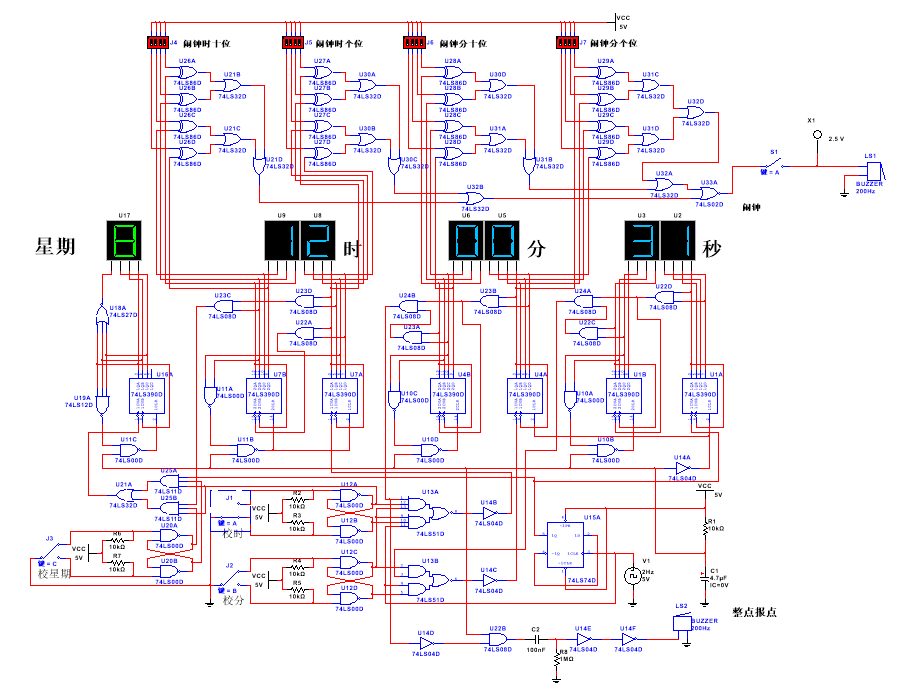 VCC
5V
J4 闹钟时十位
J5 闹钟时个位
J6 闹钟分十位
J7 闹钟分个位
U26A
74LS86D
U26B
74LS86D
U26C
U26D
74LS86D
U21B
74LS32D
U21C
74LS32D
U21D
74LS32D
U27A
74LS86D
U27B
74LS86D
U27C
U27D
74LS86D
U30A
74LS32D
U30B
74LS32D
U30C
74LS32D
U28A
74LS86D
U28B
74LS86D
U28C
U28D
74LS86D
U30D
74LS32D
U31A
74LS32D
U31B
74LS32D
U29A
74LS86D
U29B
74LS86D
U29C
U29D
74LS86D
U31C
74LS32D
U31D
74LS32D
U32D
74LS32D
U32B
74LS32D
U32A
74LS32D
U33A
74LS02D
S1
键 = A
X1
2.5 V
LS1
BUZZER
200Hz
闹钟
星期
U17
8
U9 U8
12
时
U6 U5
00
分
U3 U2
31
秒
U18A
74LS27D
U23C
74LS08D
U23D
74LS08D
U22A
74LS08D
U24B
74LS08D
U23B
74LS08D
U23A
74LS08D
U24A
74LS08D
U22D
74LS08D
U22C
74LS08D
U19A
74LS12D
U16A
74LS390D
U11A
74LS00D
U7B
74LS390D
U7A
74LS390D
U10C
74LS00D
U4B
74LS390D
U4A
74LS390D
U10A
74LS00D
U1B
74LS390D
U1A
74LS390D
U11C
74LS00D
U11B
74LS00D
U10D
74LS00D
U10B
74LS00D
U14A
74LS04D
U25A
74LS11D
U25B
74LS11D
U21A
74LS32D
J1
键 = A
校时
VCC
5V
R2
10kΩ
R3
10kΩ
U12A
74LS00D
U12B
74LS00D
U13A
74LS51D
U14B
74LS04D
U15A
74LS74D
VCC
5V
R1
10kΩ
J3
键 = C
校星期
VCC
5V
R6
10kΩ
R7
10kΩ
U20A
U20B
74LS00D
J2
键 = B
校分
VCC
5V
R4
10kΩ
R5
10kΩ
U12C
74LS00D
U12D
74LS00D
U13B
74LS51D
U14C
74LS04D
V1
2Hz
5V
C1
4.7µF
IC=0V
U14D
74LS04D
U22B
74LS08D
C2
100nF
R8
1MΩ
U14E
74LS04D
U14F
74LS04D
LS2
BUZZER
200Hz
整点报点